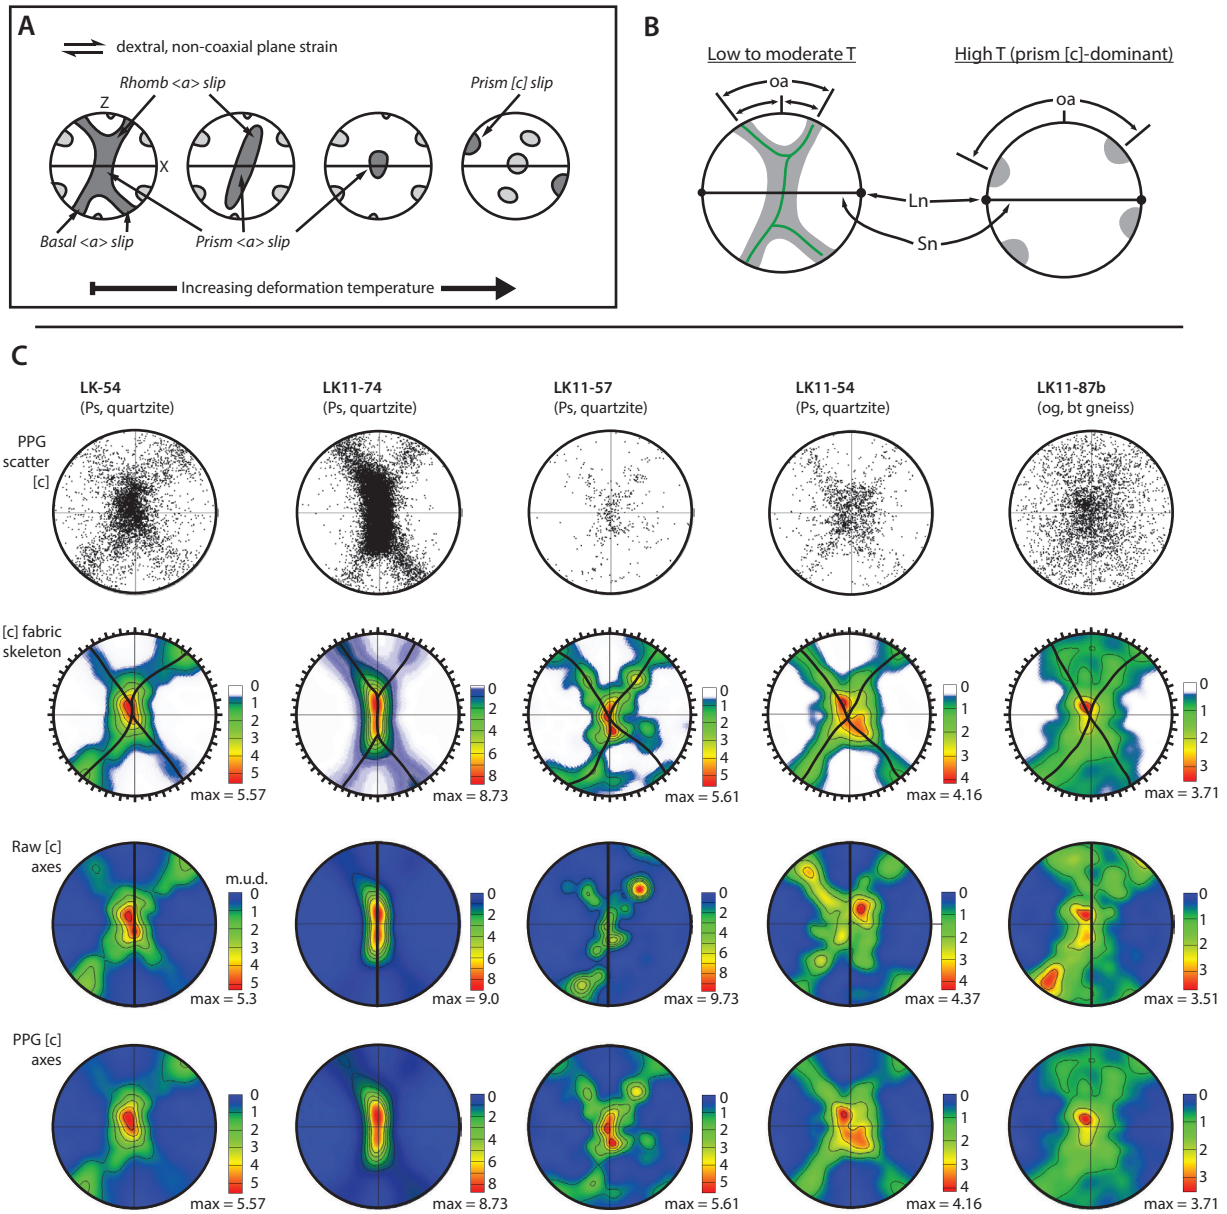 A
dextral, non-coaxial plane strain
Rhomb <a> slip
Prism [c] slip
Z
X
Basal <a> slip
Prism <a> slip
Increasing deformation temperature
B
Low to moderate T
High T (prism [c]-dominant)
oa
oa
Ln
Sn
C
LK-54
(Ps, quartzite)
LK11-74
(Ps, quartzite)
LK11-57
(Ps, quartzite)
LK11-54
(Ps, quartzite)
LK11-87b
(og, bt gneiss)
PPG
scatter
[c]
[c] fabric
skeleton
0
1
2
3
4
5
max = 5.57
0
2
4
6
8
max = 8.73
0
1
2
3
4
5
max = 5.61
0
1
2
3
4
max = 4.16
0
1
2
3
max = 3.71
Raw [c]
axes
m.u.d.
0
1
2
3
4
5
max = 5.3
0
2
4
6
8
max = 9.0
0
2
4
6
8
max = 9.73
0
1
2
3
4
max = 4.37
0
1
2
3
max = 3.51
PPG [c]
axes
0
1
2
3
4
5
max = 5.57
0
2
4
6
8
max = 8.73
0
1
2
3
4
5
max = 5.61
0
1
2
3
4
max = 4.16
0
1
2
3
max = 3.71